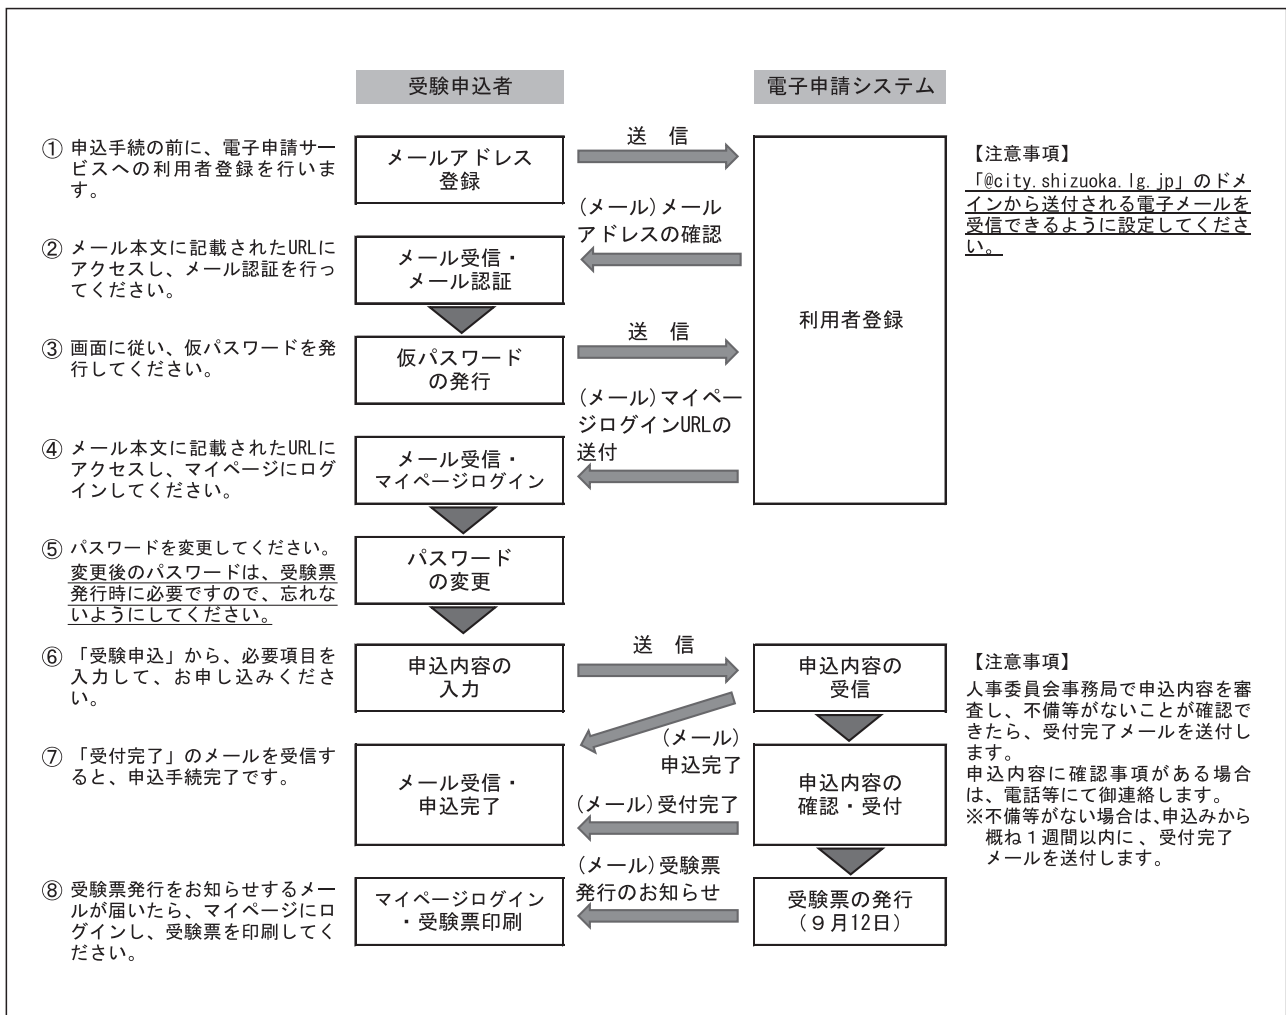 受験申込者
電子申請システム
① 申込手続の前に、電子申請サー
ビスへの利用者登録を行いま
す。
メールアドレス
登録
送　信
(メール)メール
アドレスの確認
【注意事項】
「@city.shizuoka.lg.jp」のドメ
インから送付される電子メールを
受信できるように設定してくださ
い。
② メール本文に記載されたURLに
アクセスし、メール認証を行っ
てください。
メール受信・
メール認証
利用者登録
③ 画面に従い、仮パスワードを発
行してください。
仮パスワード
の発行
送　信
(メール)マイペー
ジログインURLの
送付
④ メール本文に記載されたURLに
アクセスし、マイページにログ
インしてください。
メール受信・
マイページログイン
⑤ パスワードを変更してください。
変更後のパスワードは、受験票
発行時に必要ですので、忘れな
いようにしてください。
パスワード
の変更
⑥ 「受験申込」から、必要項目を
入力して、お申し込みくださ
い。
申込内容の
入力
送　信
申込内容の
受信
【注意事項】
人事委員会事務局で申込内容を審
査し、不備等がないことが確認で
きたら、受付完了メールを送付し
ます。
申込内容に確認事項がある場合
は、電話等にて御連絡します。
※不備等がない場合は、申込みから
概ね１週間以内に、受付完了
メールを送付します。
⑦ 「受付完了」のメールを受信す
ると、申込手続完了です。
メール受信・
申込完了
(メール)
申込完了
(メール)受付完了
申込内容の
確認・受付
⑧ 受験票発行をお知らせするメー
ルが届いたら、マイページにロ
グインし、受験票を印刷してく
ださい。
マイページログイン
・受験票印刷
(メール)受験票
発行のお知らせ
受験票の発行
(９月12日)